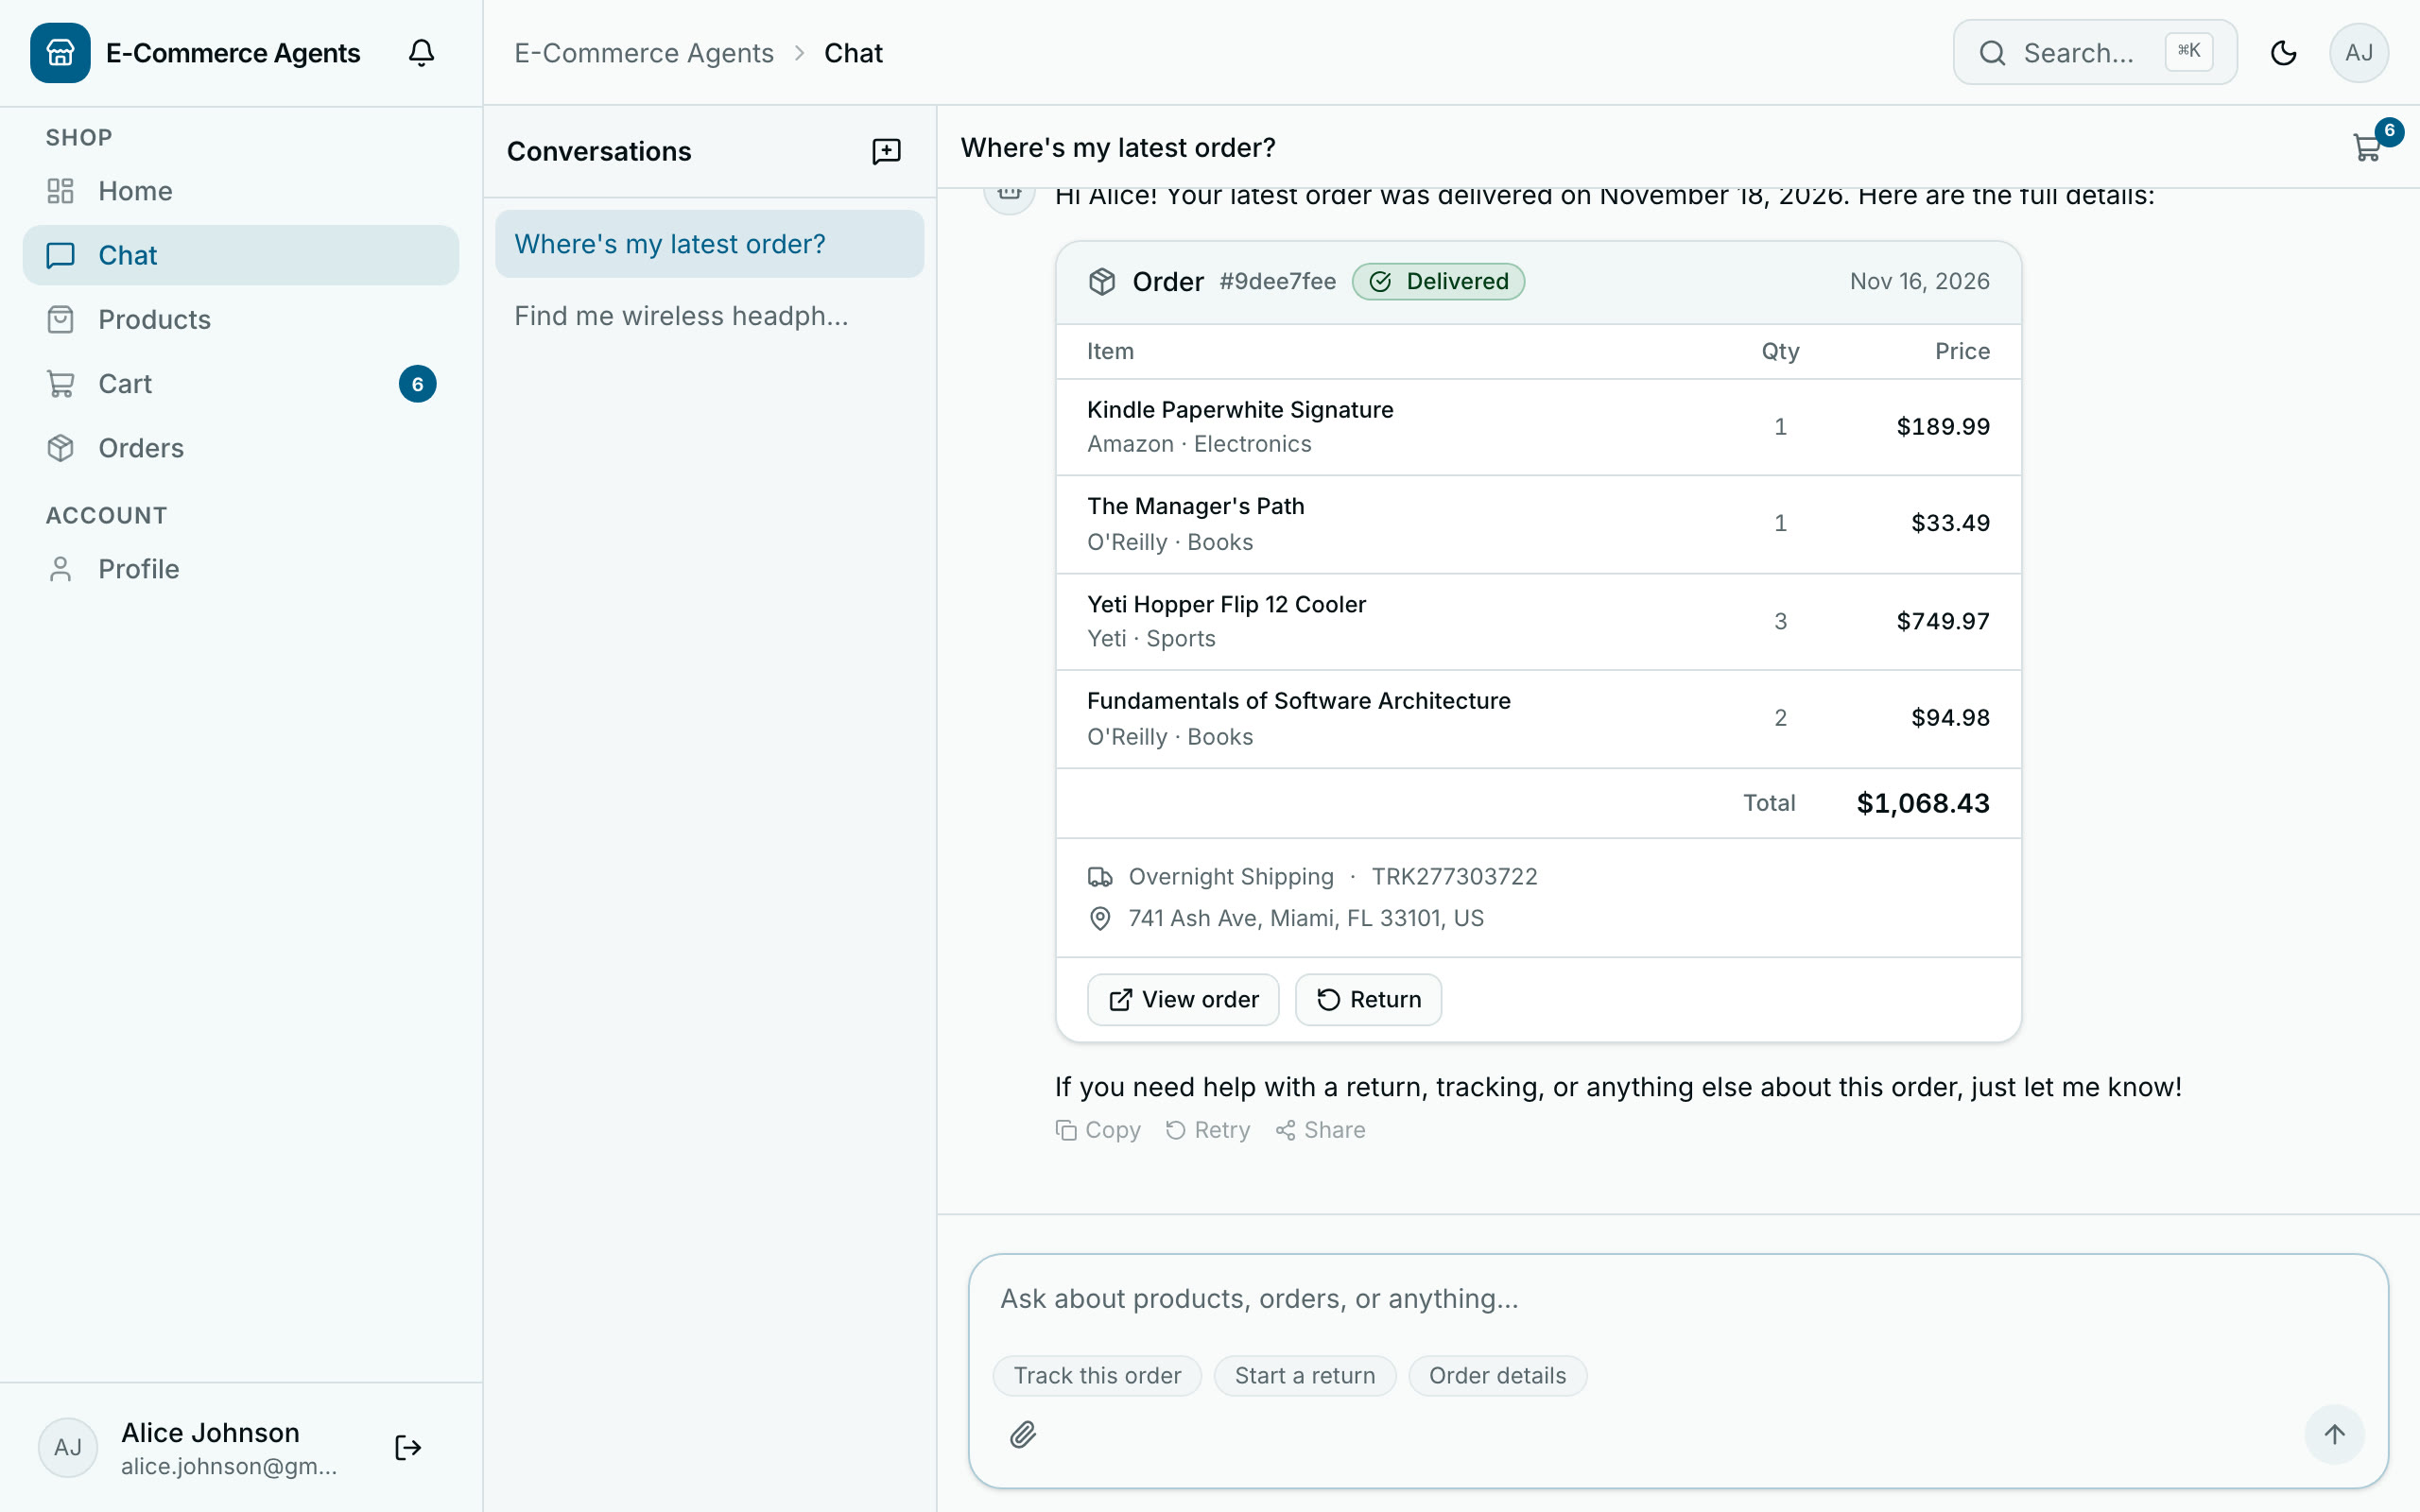 E-Commerce Agents
SHOP
Home
Chat
Products
Cart
6
Orders
ACCOUNT
Profile
AJ
Alice Johnson
alice.johnson@gm...
E-Commerce Agents > Chat
Search...
⌘K
AJ
Conversations
Where's my latest order?
Find me wireless headph...
Where's my latest order?
6
Hi Alice! Your latest order was delivered on November 18, 2026. Here are the full details:
Order #9dee7fee Delivered Nov 16, 2026
Item Qty Price
Kindle Paperwhite Signature
Amazon · Electronics
1 $189.99
The Manager's Path
O'Reilly · Books
1 $33.49
Yeti Hopper Flip 12 Cooler
Yeti · Sports
3 $749.97
Fundamentals of Software Architecture
O'Reilly · Books
2 $94.98
Total $1,068.43
Overnight Shipping · TRK277303722
741 Ash Ave, Miami, FL 33101, US
View order Return
If you need help with a return, tracking, or anything else about this order, just let me know!
Copy Retry Share
Ask about products, orders, or anything...
Track this order Start a return Order details